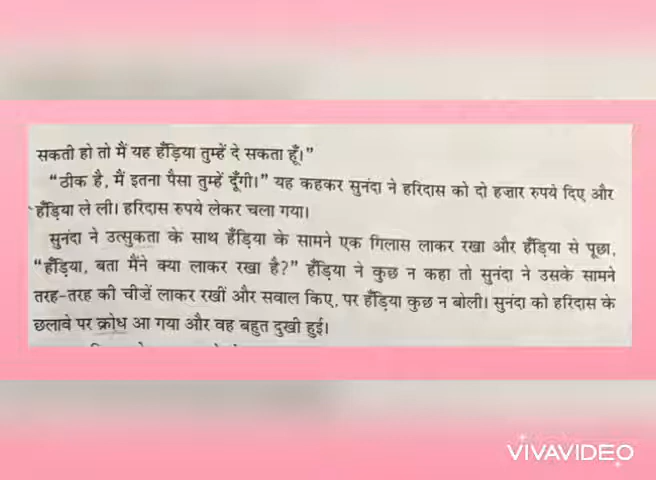 सकती हो तो मैं यह हँड़िया तुम्हें दे सकता हूँ।”
“ठीक है, मैं इतना पैसा तुम्हें दूँगी।” यह कहकर सुनंदा ने हरिदास को दो हज़ार रुपये दिए और
हँड़िया ले ली। हरिदास रुपये लेकर चला गया।
सुनंदा ने उत्सुकता के साथ हँड़िया के सामने एक गिलास लाकर रखा और हँड़िया से पूछा,
“हँड़िया, बता मैंने क्या लाकर रखा है?” हँड़िया ने कुछ न कहा तो सुनंदा ने उसके सामने
तरह-तरह की चीज़ें लाकर रखीं और सवाल किए, पर हँड़िया कुछ न बोली। सुनंदा को हरिदास के
छलावे पर क्रोध आ गया और वह बहुत दुखी हुई।
VIVAVIDEO